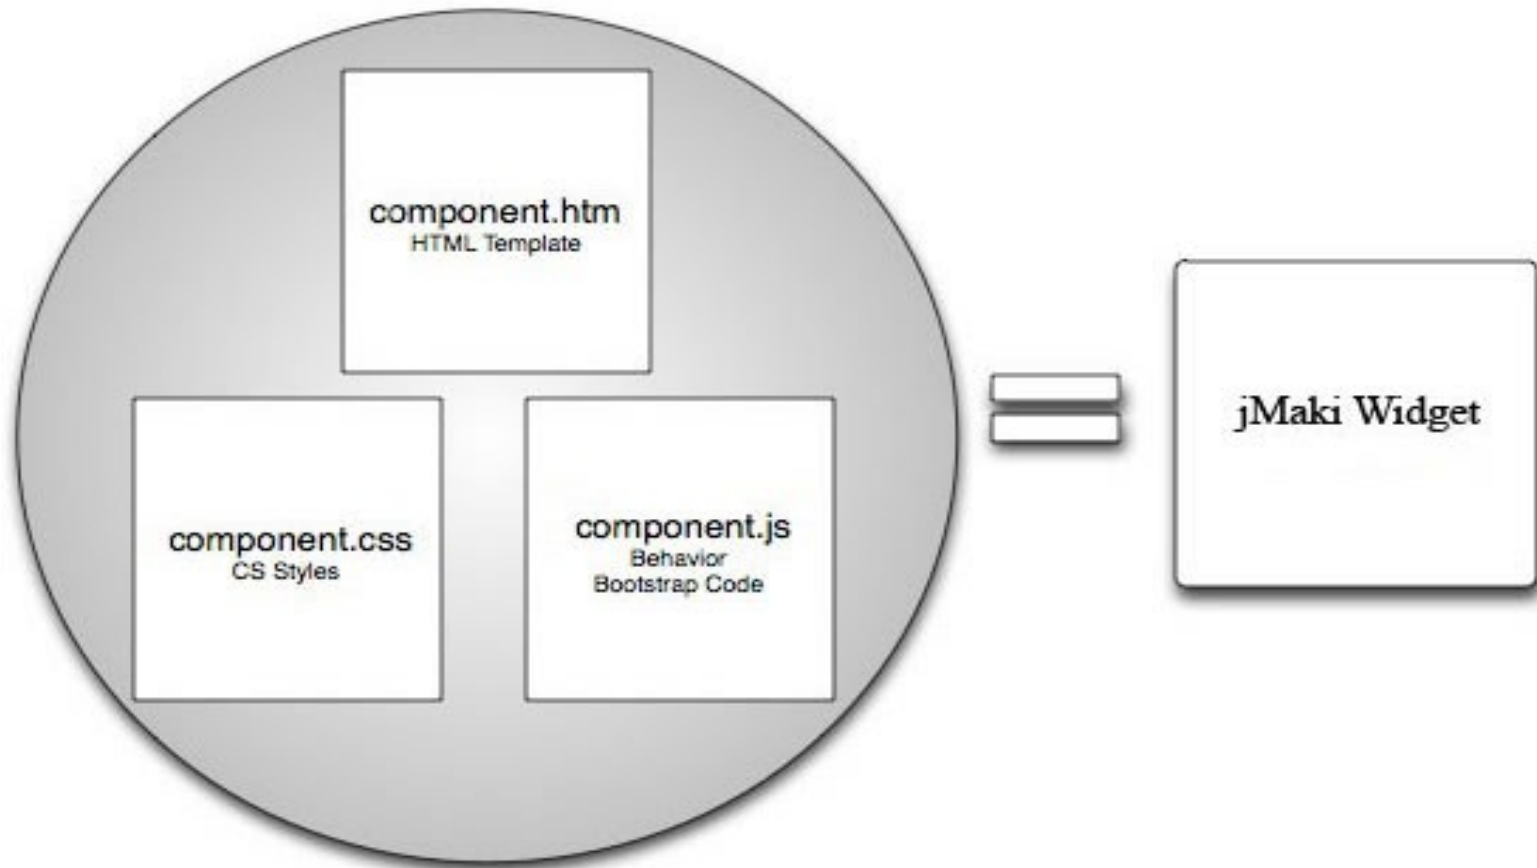 component.htm
HTML Template
component.css
CS Styles
component.js
Behavior
Bootstrap Code
jMaki Widget